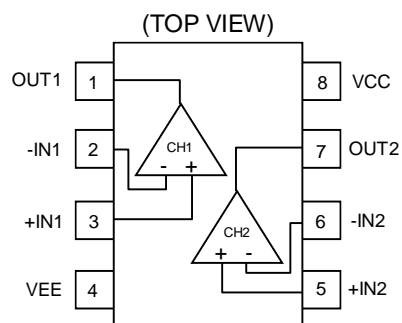 (TOP VIEW)
OUT1 1 8 VCC
CH1
-IN1 2 - + 7 OUT2
+IN1 3 CH2 6 -IN2
+ -
VEE 4 5 +IN2